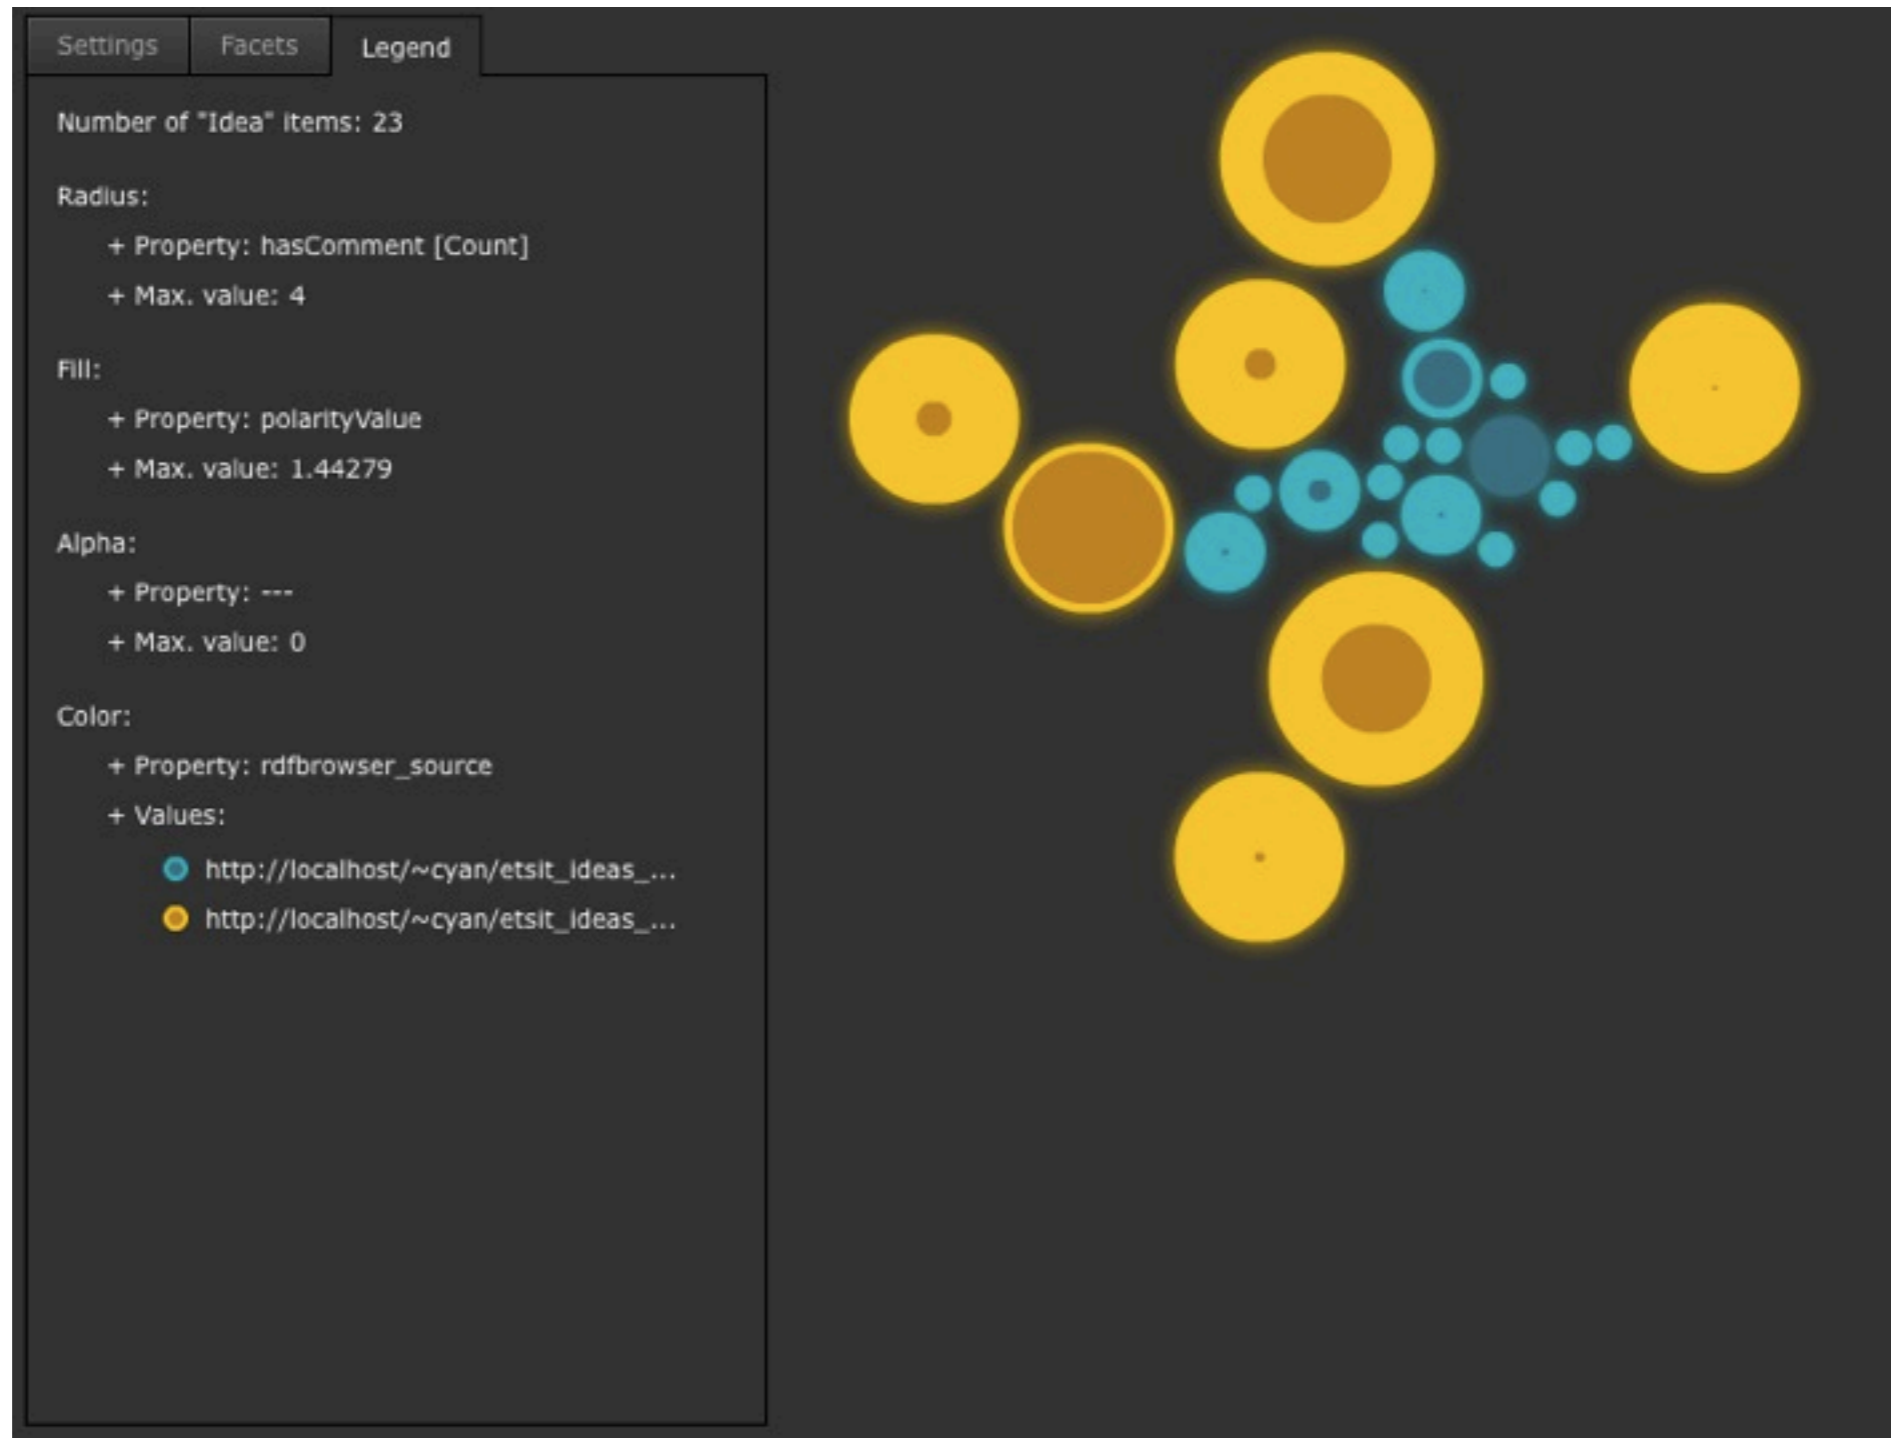 Settings Facets Legend
Number of "Idea" items: 23
Radius:
+ Property: hasComment [Count]
+ Max. value: 4
Fill:
+ Property: polarityValue
+ Max. value: 1.44279
Alpha:
+ Property: ---
+ Max. value: 0
Color:
+ Property: rdfbrowser_source
+ Values:
http://localhost/~cyan/etsit_ideas_...
http://localhost/~cyan/etsit_ideas_...